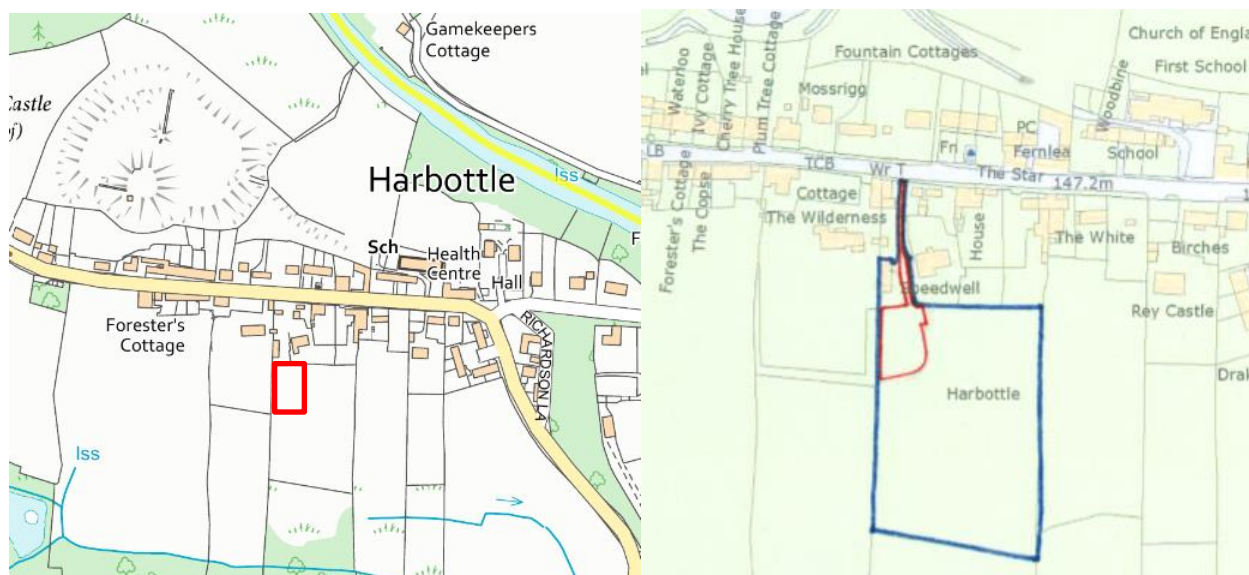 Gamekeepers
Cottage
Castle
of)
Harbottle
Iss
Sch
Health
Centre
Hall
F
Forester's
Cottage
RICHARDSON LA
Iss
Church of Engla
First School
Fountain Cottages
Woodbine
Waterloo
Ivy Cottage
Cherry Tree House
Plum Tree Cottage
Mossrigg
PC
Fn
Fernlea
School
LB
TCB
Wr T
The Star
147.2m
1
Forester's Cottage
The Copse
Cottage
The Wilderness
House
The White
Birches
Speedwell
Rey Castle
Harbottle
Drak